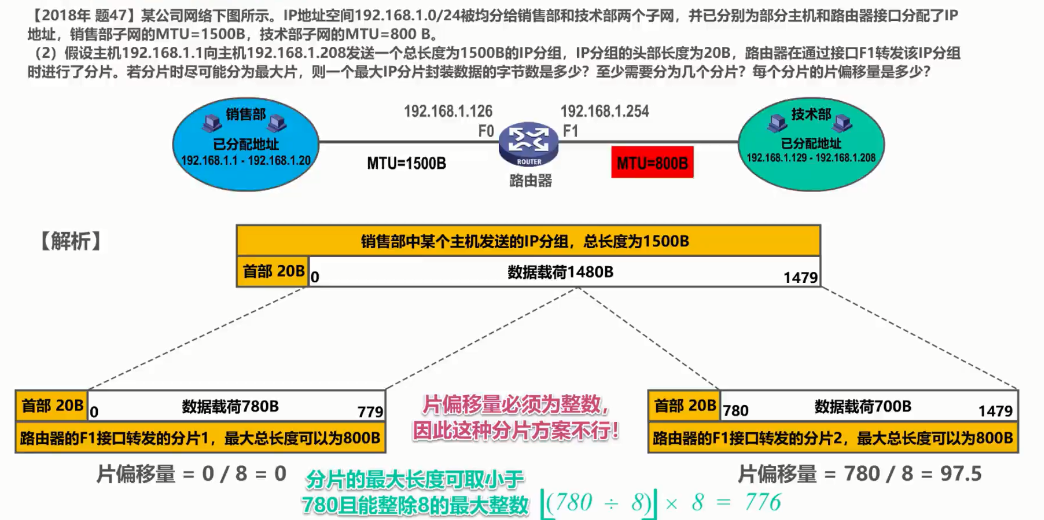 【2018年 题47】某公司网络下图所示。IP地址空间192.168.1.0/24被均分给销售部和技术部两个子网，并已分别为部分主机和路由器接口分配了IP
地址，销售部子网的MTU=1500B，技术部子网的MTU=800 B。
（2）假设主机192.168.1.1向主机192.168.1.208发送一个总长度为1500B的IP分组，IP分组的头部长度为20B，路由器在通过接口F1转发该IP分组
时进行了分片。若分片时尽可能分为最大片，则一个最大IP分片封装数据的字节数是多少？至少需要分为几个分片？每个分片的片偏移量是多少？
销售部
已分配地址
192.168.1.1 - 192.168.1.20
192.168.1.126
F0
MTU=1500B
ROUTER
路由器
192.168.1.254
F1
MTU=800B
技术部
已分配地址
192.168.1.129 - 192.168.1.208
【解析】
销售部中某个主机发送的IP分组，总长度为1500B
首部 20B 0 数据载荷1480B 1479
首部 20B 0 数据载荷780B 779
路由器的F1接口转发的分片1，最大总长度可以为800B
片偏移量 = 0 / 8 = 0
片偏移量必须为整数，
因此这种分片方案不行！
首部 20B 780 数据载荷700B 1479
路由器的F1接口转发的分片2，最大总长度可以为800B
片偏移量 = 780 / 8 = 97.5
分片的最大长度可取小于
780且能整除8的最大整数 ⌊(780 ÷ 8)⌋ × 8 = 776